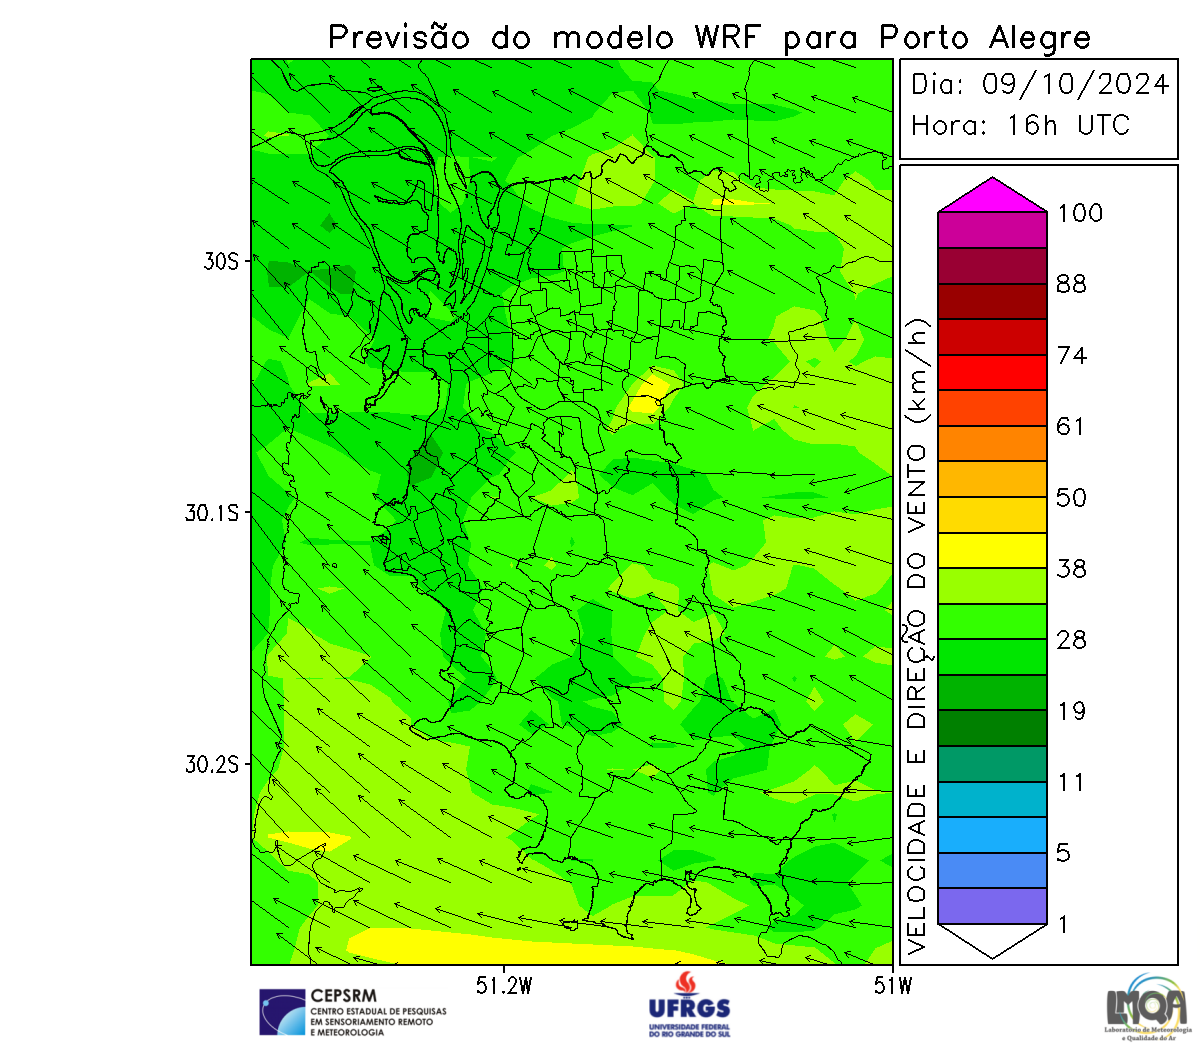 Previsão do modelo WRF para Porto Alegre
Dia: 09/10/2024
Hora: 16h UTC
VELOCIDADE E DIREÇÃO DO VENTO (km/h)
100
88
74
61
50
38
28
19
11
5
1
30S
30.1S
30.2S
51.2W
51W
CEPSRM
CENTRO ESTADUAL DE PESQUISAS
EM SENSORIAMENTO REMOTO
E METEOROLOGIA
UFRGS
UNIVERSIDADE FEDERAL
DO RIO GRANDE DO SUL
LMQA
Laboratório de Meteorologia
e Qualidade do Ar